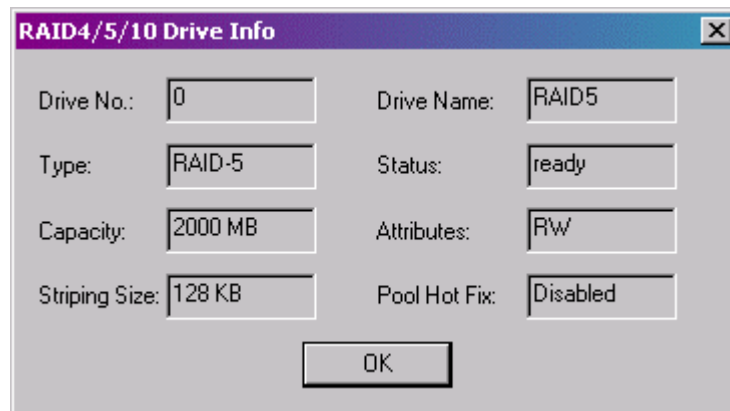 RAID4/5/10 Drive Info
Drive No.: 0 Drive Name: RAID5
Type: RAID-5 Status: ready
Capacity: 2000 MB Attributes: RW
Striping Size: 128 KB Pool Hot Fix: Disabled
OK